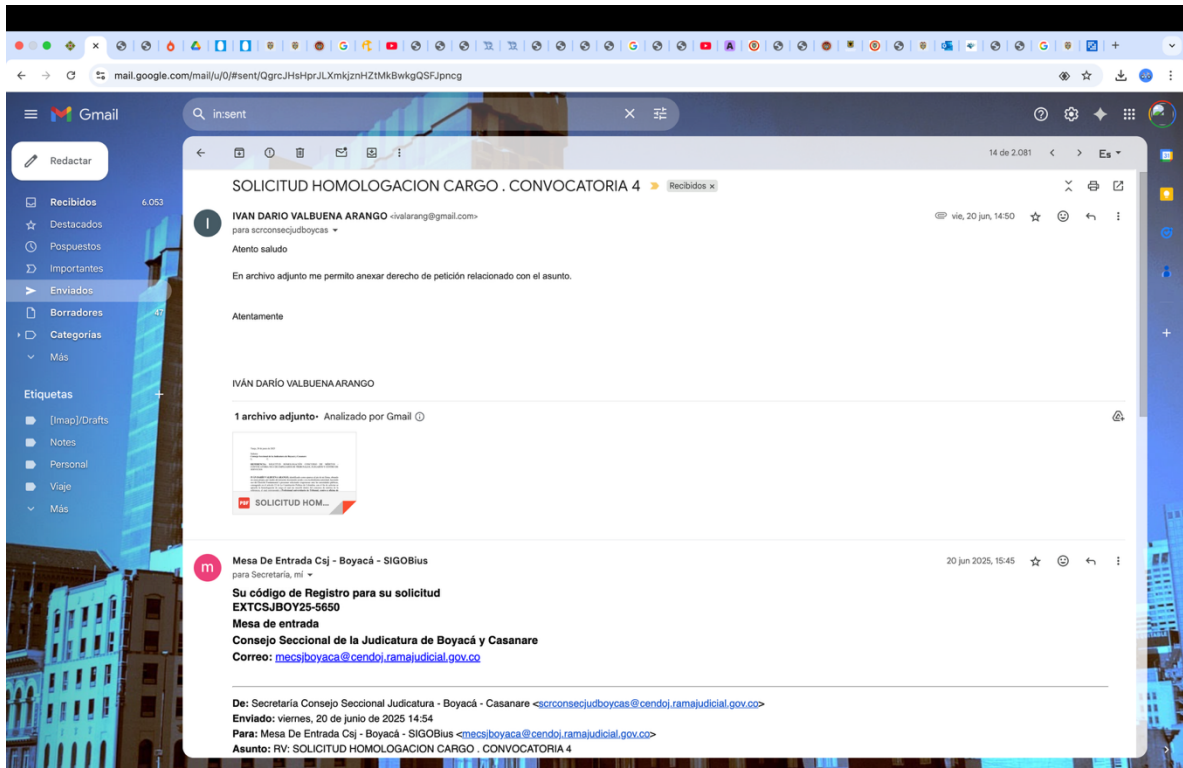 mail.google.com/mail/u/0/#sent/QgrcJHsHprJLXmkjznHZtMkBwkgQSFJpncg
Gmail
in:sent
Redactar
14 de 2.081
Es
Recibidos 6.053
Destacados
Pospuestos
Importantes
Enviados
Borradores 47
Categorías
Más
Etiquetas
[Imap]/Drafts
Notes
Personal
Viaje
Más
SOLICITUD HOMOLOGACION CARGO . CONVOCATORIA 4 Recibidos x
IVAN DARIO VALBUENA ARANGO <ivalarang@gmail.com> vie, 20 jun, 14:50
para scrconsecjudboycas
Atento saludo
En archivo adjunto me permito anexar derecho de petición relacionado con el asunto.
Atentamente
IVÁN DARÍO VALBUENA ARANGO
1 archivo adjunto• Analizado por Gmail
PDF SOLICITUD HOM...
Mesa De Entrada Csj - Boyacá - SIGOBius 20 jun 2025, 15:45
para Secretaría, mí
Su código de Registro para su solicitud
EXTCSJBOY25-5650
Mesa de entrada
Consejo Seccional de la Judicatura de Boyacá y Casanare
Correo: mecsjboyaca@cendoj.ramajudicial.gov.co
De: Secretaría Consejo Seccional Judicatura - Boyacá - Casanare <scrconsecjudboycas@cendoj.ramajudicial.gov.co>
Enviado: viernes, 20 de junio de 2025 14:54
Para: Mesa De Entrada Csj - Boyacá - SIGOBius <mecsjboyaca@cendoj.ramajudicial.gov.co>
Asunto: RV: SOLICITUD HOMOLOGACION CARGO . CONVOCATORIA 4